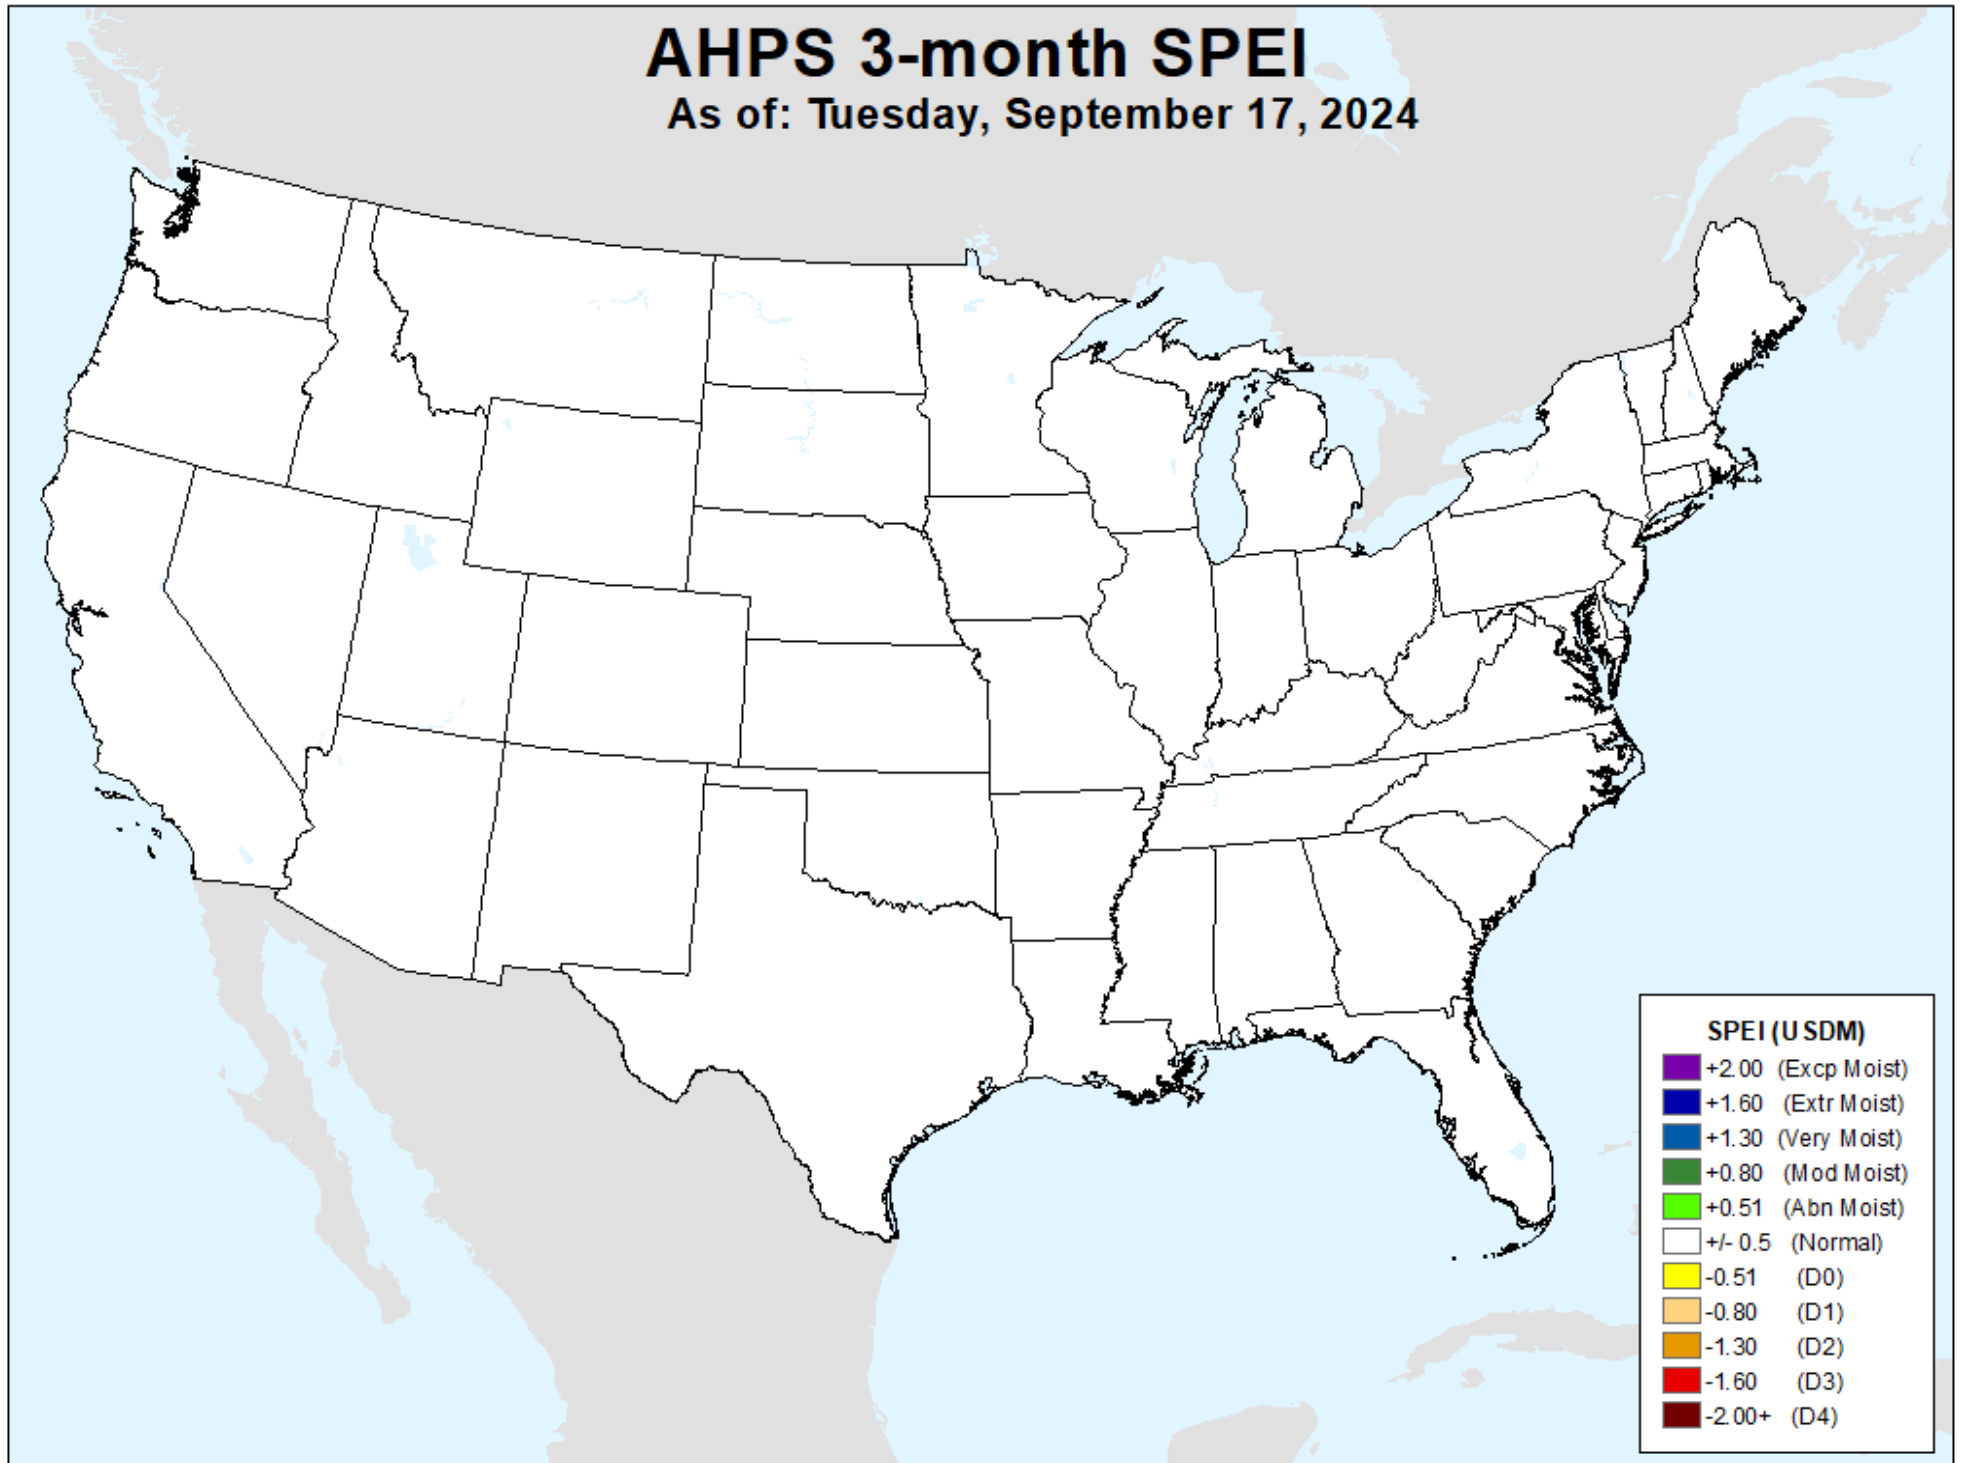 AHPS 3-month SPEI
As of: Tuesday, September 17, 2024
SPEI (USDM)
+2.00 (Excp Moist)
+1.60 (Extr Moist)
+1.30 (Very Moist)
+0.80 (Mod Moist)
+0.51 (Abn Moist)
+/- 0.5 (Normal)
-0.51 (D0)
-0.80 (D1)
-1.30 (D2)
-1.60 (D3)
-2.00+ (D4)